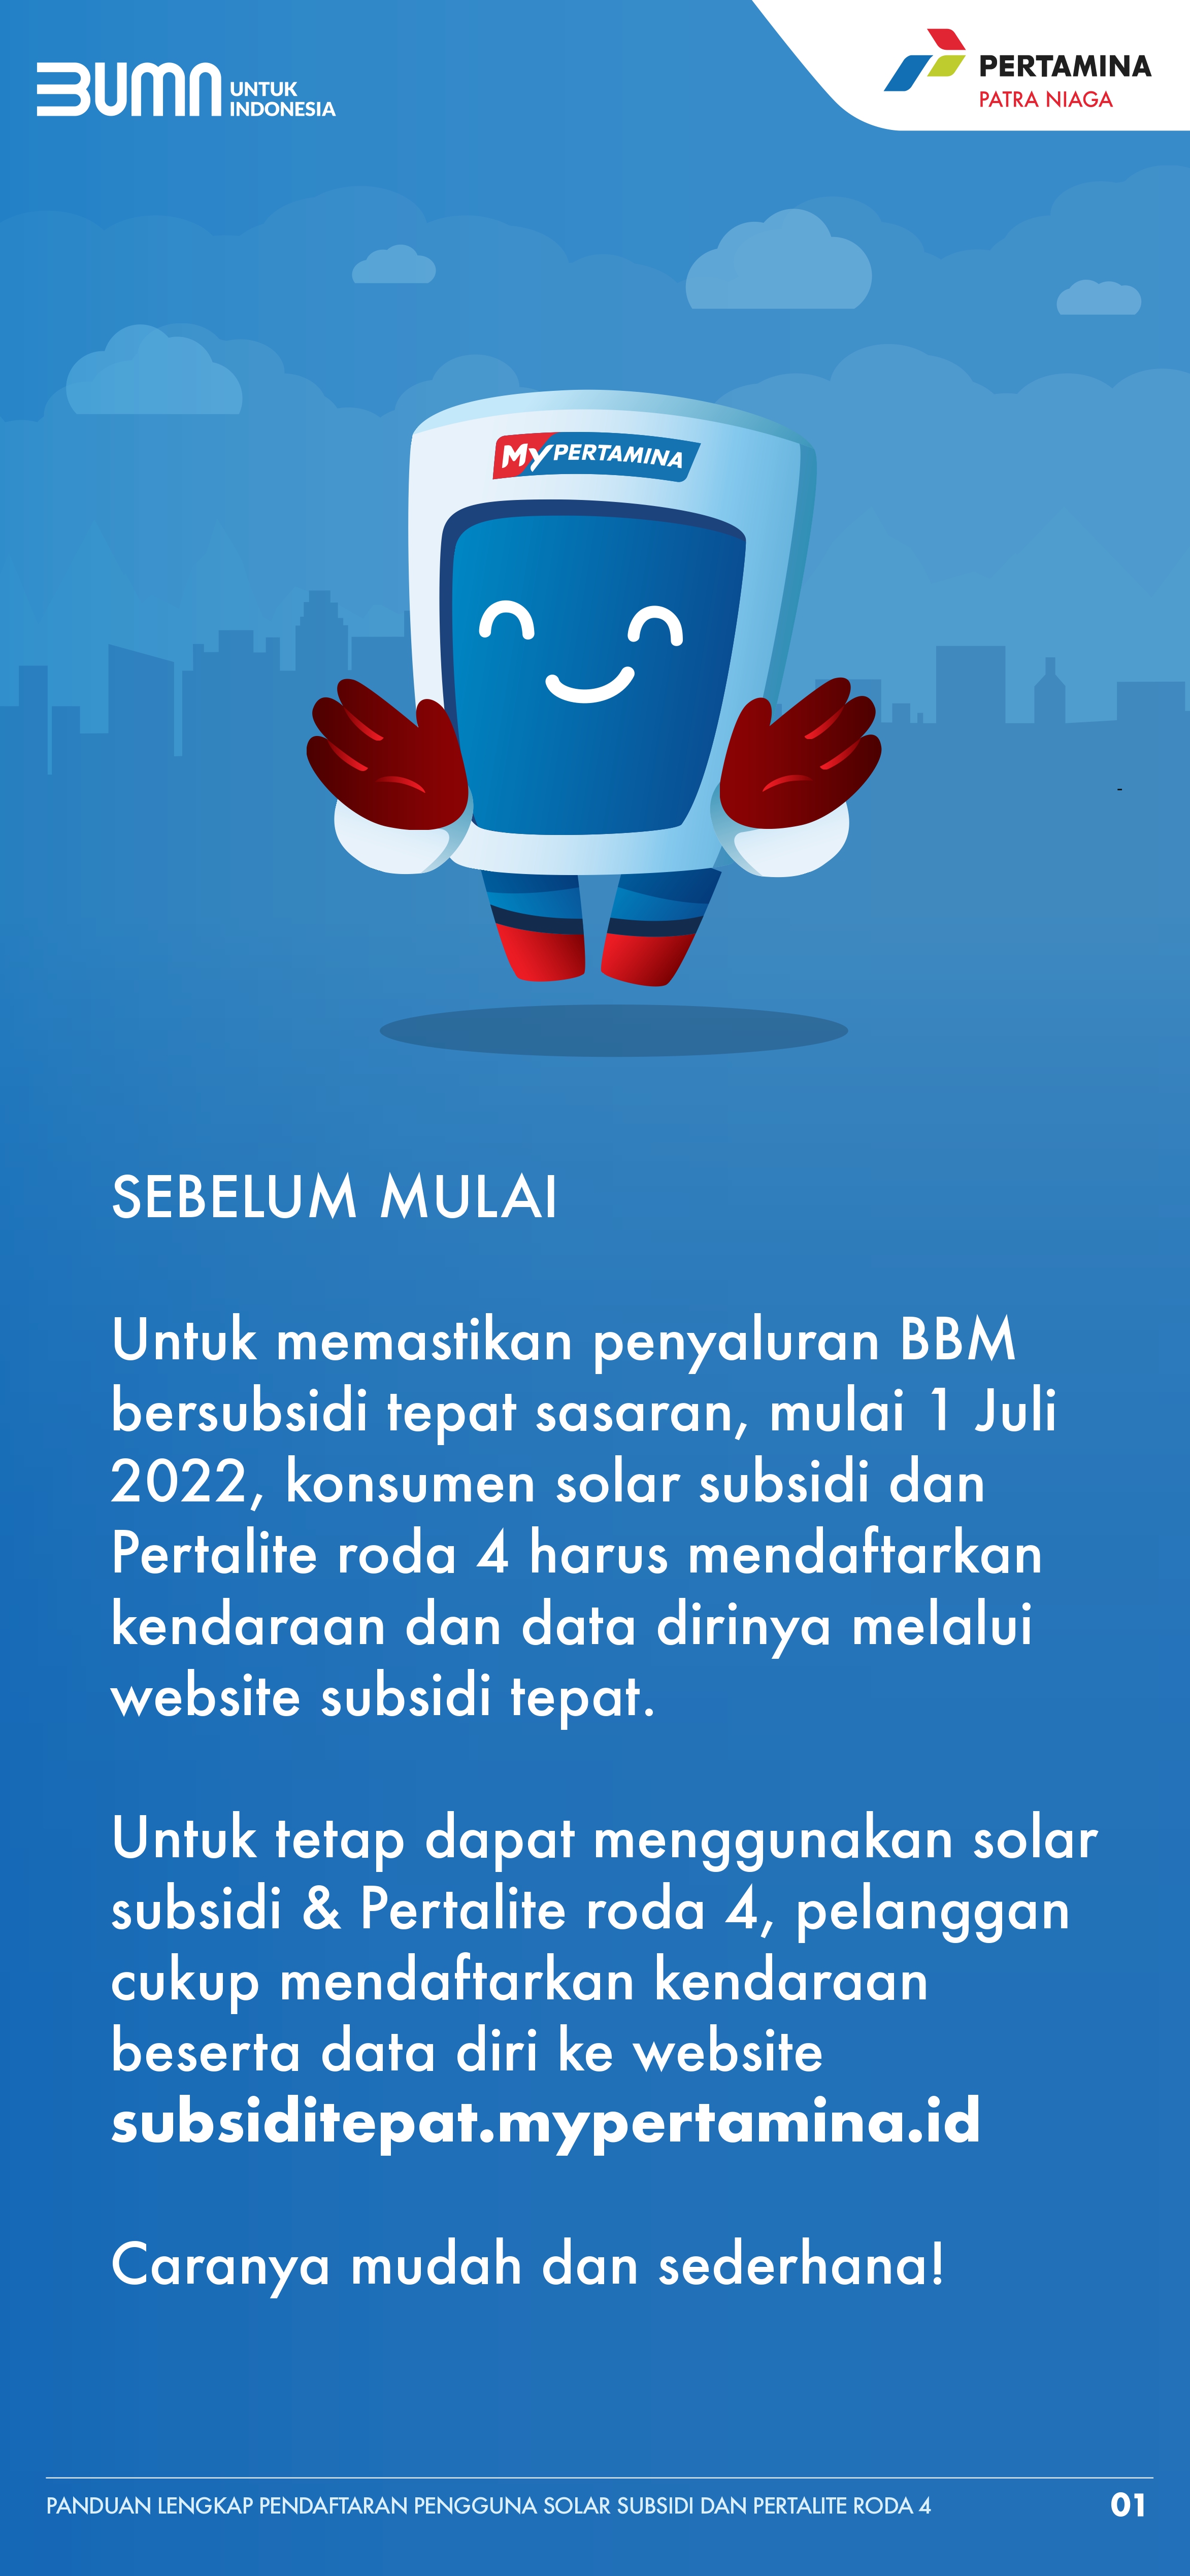 BUMN UNTUK
INDONESIA
PERTAMINA
PATRA NIAGA
MyPERTAMINA
SEBELUM MULAI
Untuk memastikan penyaluran BBM
bersubsidi tepat sasaran, mulai 1 Juli
2022, konsumen solar subsidi dan
Pertalite roda 4 harus mendaftarkan
kendaraan dan data dirinya melalui
website subsidi tepat.
Untuk tetap dapat menggunakan solar
subsidi & Pertalite roda 4, pelanggan
cukup mendaftarkan kendaraan
beserta data diri ke website
subsiditepat.mypertamina.id
Caranya mudah dan sederhana!
PANDUAN LENGKAP PENDAFTARAN PENGGUNA SOLAR SUBSIDI DAN PERTALITE RODA 4 01